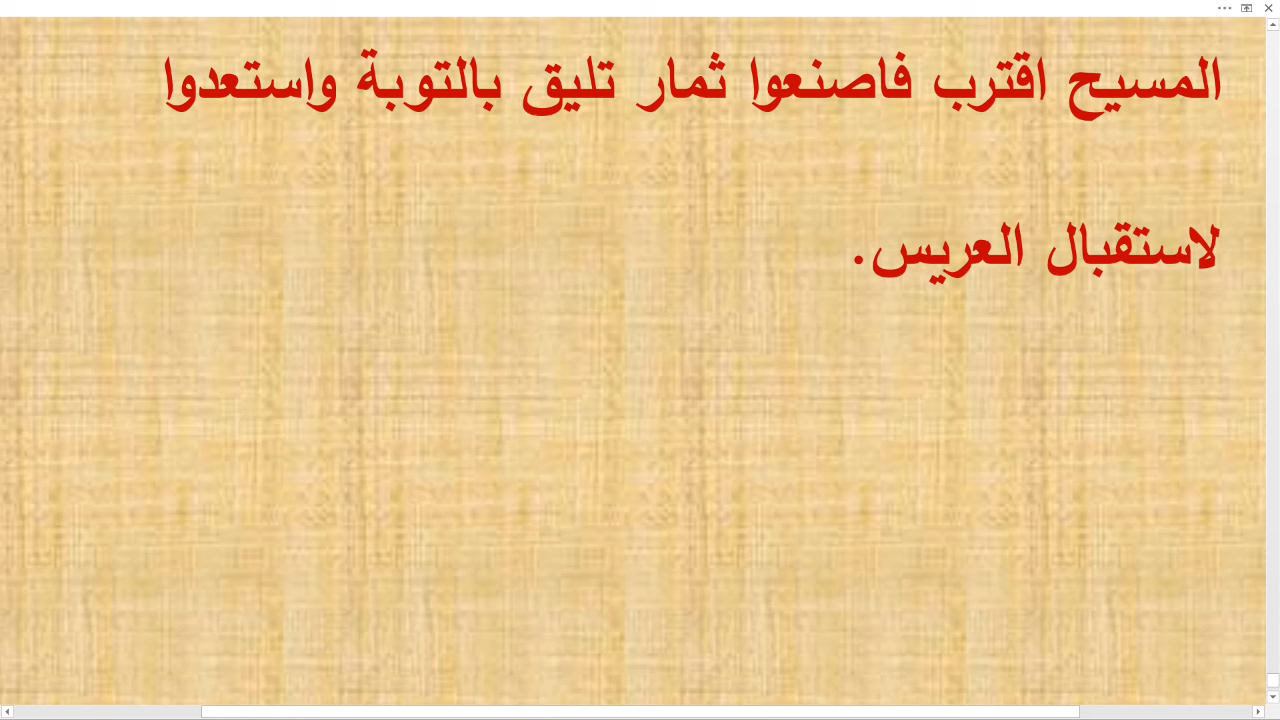 المسيح اقترب فاصنعوا ثمار تليق بالتوبة واستعدوا
لاستقبال العريس.